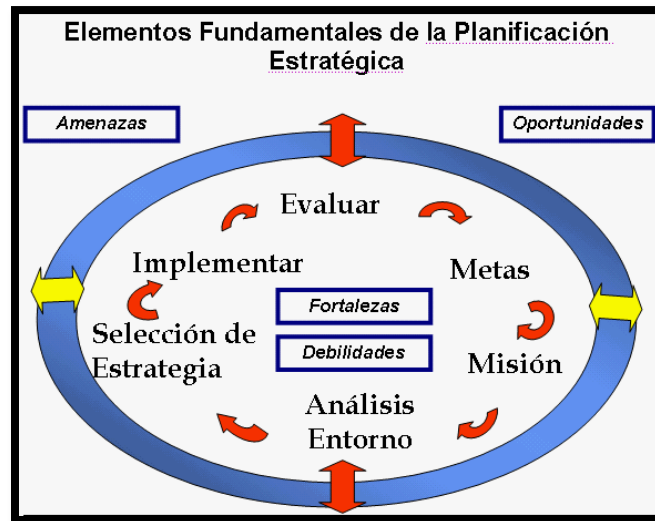 Elementos Fundamentales de la Planificación
Estratégica
Amenazas
Oportunidades
Evaluar
Implementar
Metas
Fortalezas
Selección de
Estrategia
Debilidades
Misión
Análisis
Entorno